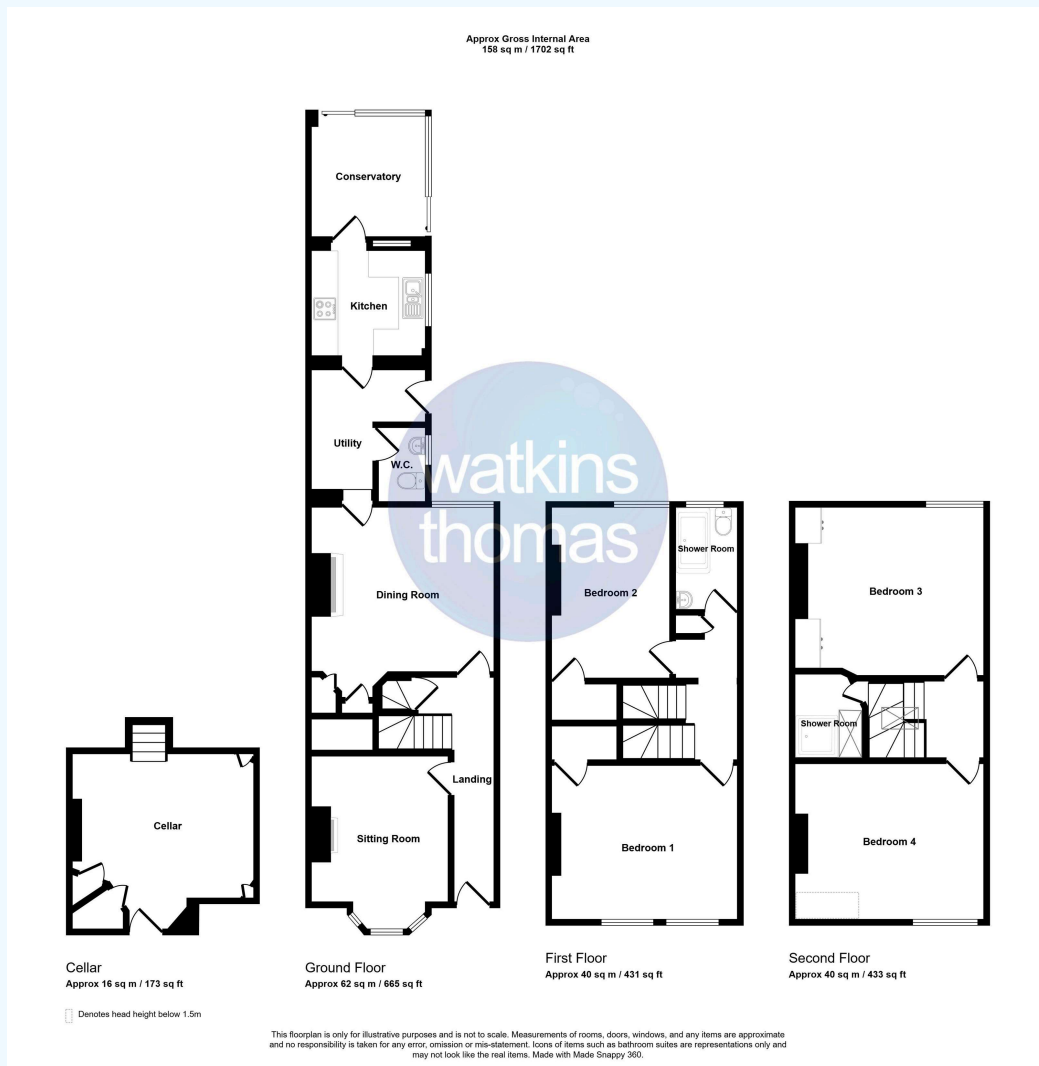 Approx Gross Internal Area
158 sq m / 1702 sq ft
Conservatory
Kitchen
Utility
W.C.
watkins
thomas
Dining Room
Landing
Sitting Room
Cellar
Shower Room
Bedroom 2
Bedroom 1
Bedroom 3
Shower Room
Bedroom 4
Cellar
Approx 16 sq m / 173 sq ft
Ground Floor
Approx 62 sq m / 665 sq ft
First Floor
Approx 40 sq m / 431 sq ft
Second Floor
Approx 40 sq m / 433 sq ft
Denotes head height below 1.5m
This floorplan is only for illustrative purposes and is not to scale. Measurements of rooms, doors, windows, and any items are approximate
and no responsibility is taken for any error, omission or mis-statement. Icons of items such as bathroom suites are representations only and
may not look like the real items. Made with Made Snappy 360.